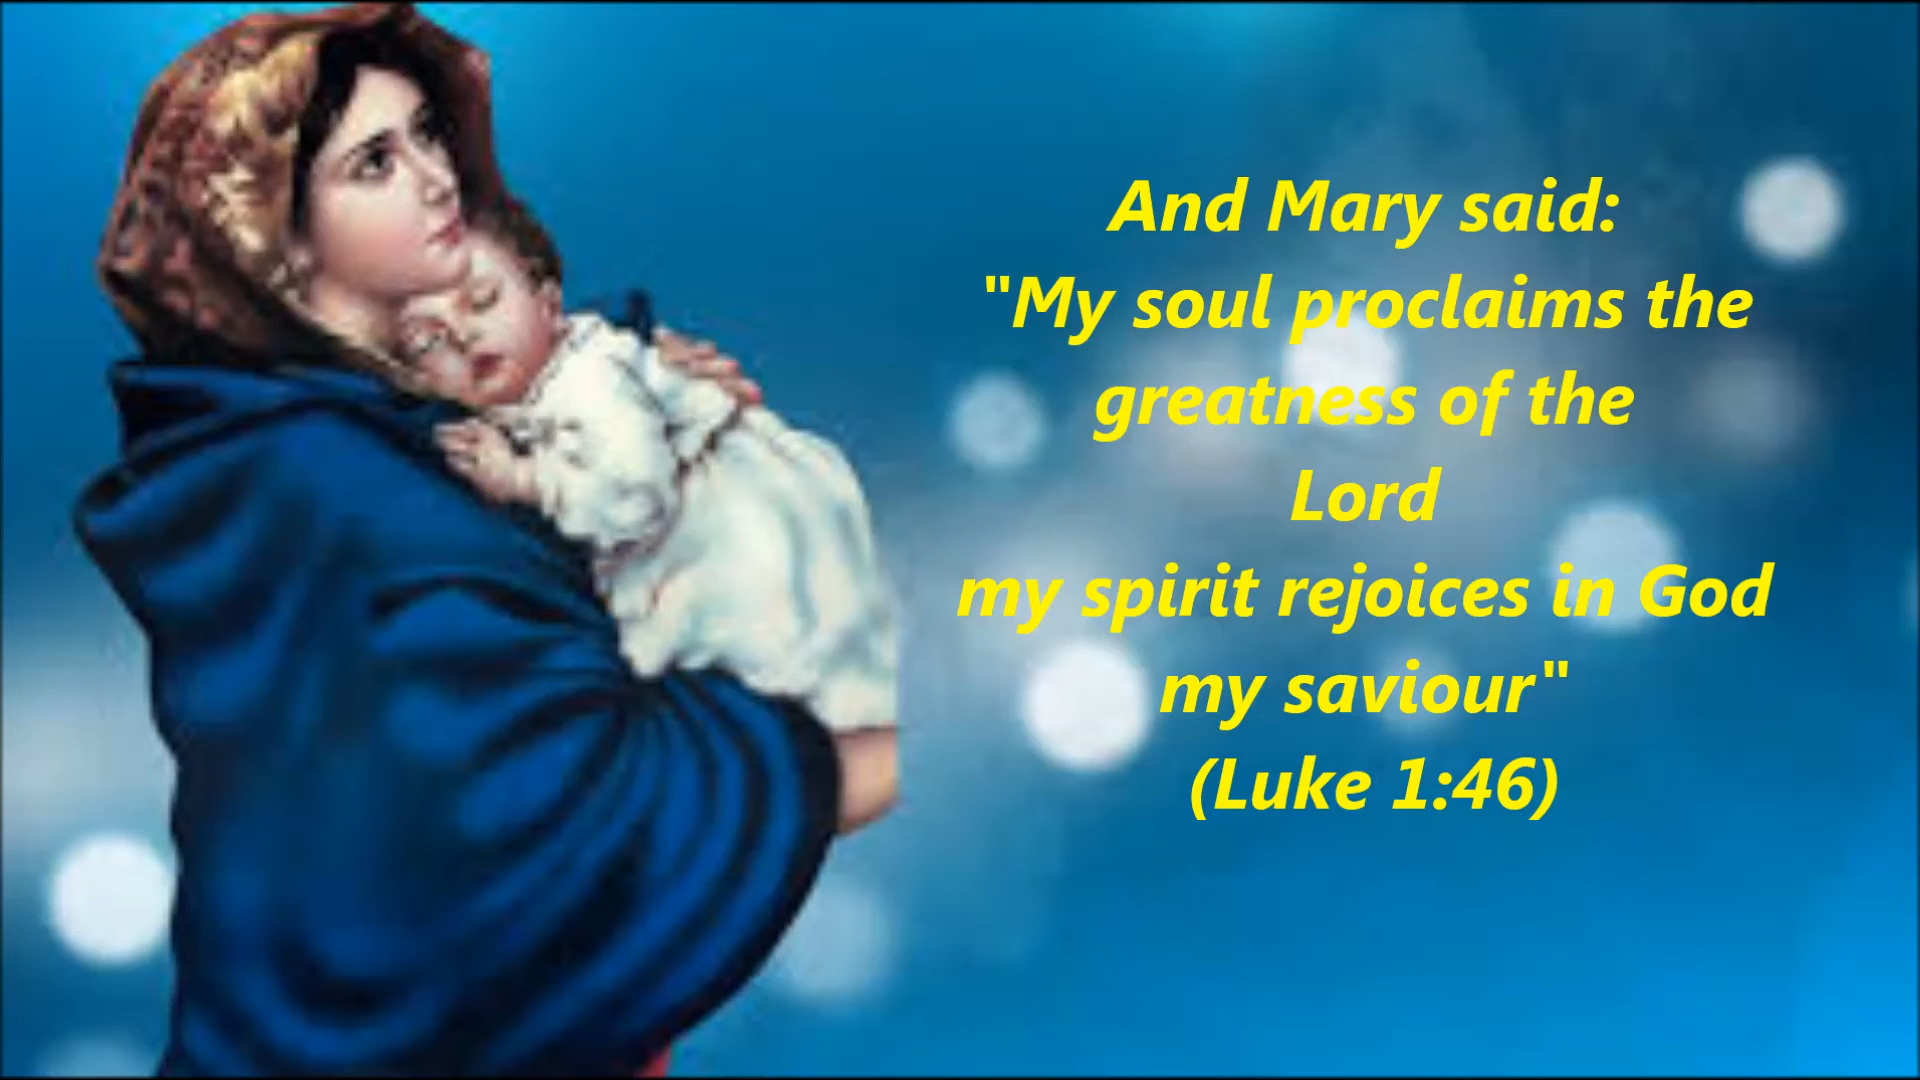 And Mary said:
"My soul proclaims the
greatness of the
Lord
my spirit rejoices in God
my saviour"
(Luke 1:46)